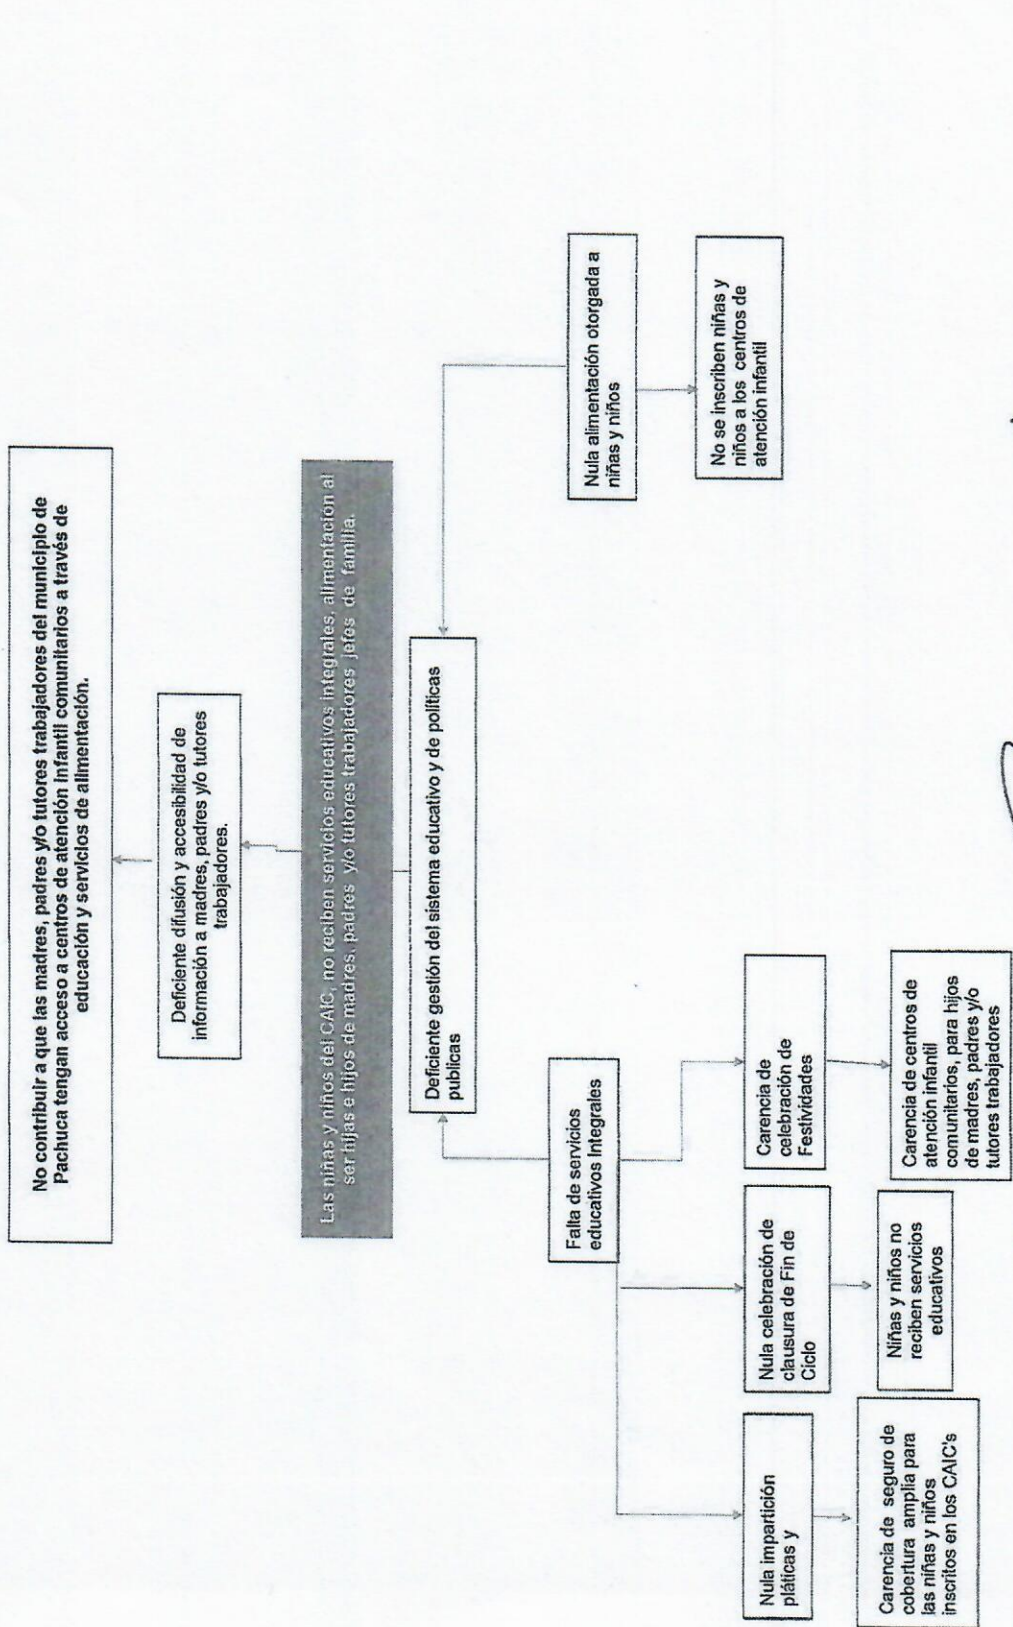 No contribuir a que las madres, padres y/o tutores trabajadores del municipio de
Pachuca tengan acceso a centros de atención infantil comunitarios a través de
educación y servicios de alimentación.
Deficiente difusión y accesibilidad de
información a madres, padres y/o tutores
trabajadores.
Las niñas y niños del CAIC, no reciben servicios educativos integrales, alimentación al
ser hijas e hijos de madres, padres y/o tutores trabajadores jefes de familia.
Deficiente gestión del sistema educativo y de políticas
publicas
Falta de servicios
educativos Integrales
Nula alimentación otorgada a
niñas y niños
Nula impartición
pláticas y
Nula celebración de
clausura de Fin de
Ciclo
Carencia de
celebración de
Festividades
No se inscriben niñas y
niños a los centros de
atención infantil
Carencia de seguro de
cobertura amplia para
las niñas y niños
inscritos en los CAIC's
Niñas y niños no
reciben servicios
educativos
Carencia de centros de
atención infantil
comunitarios, para hijos
de madres, padres y/o
tutores trabajadores